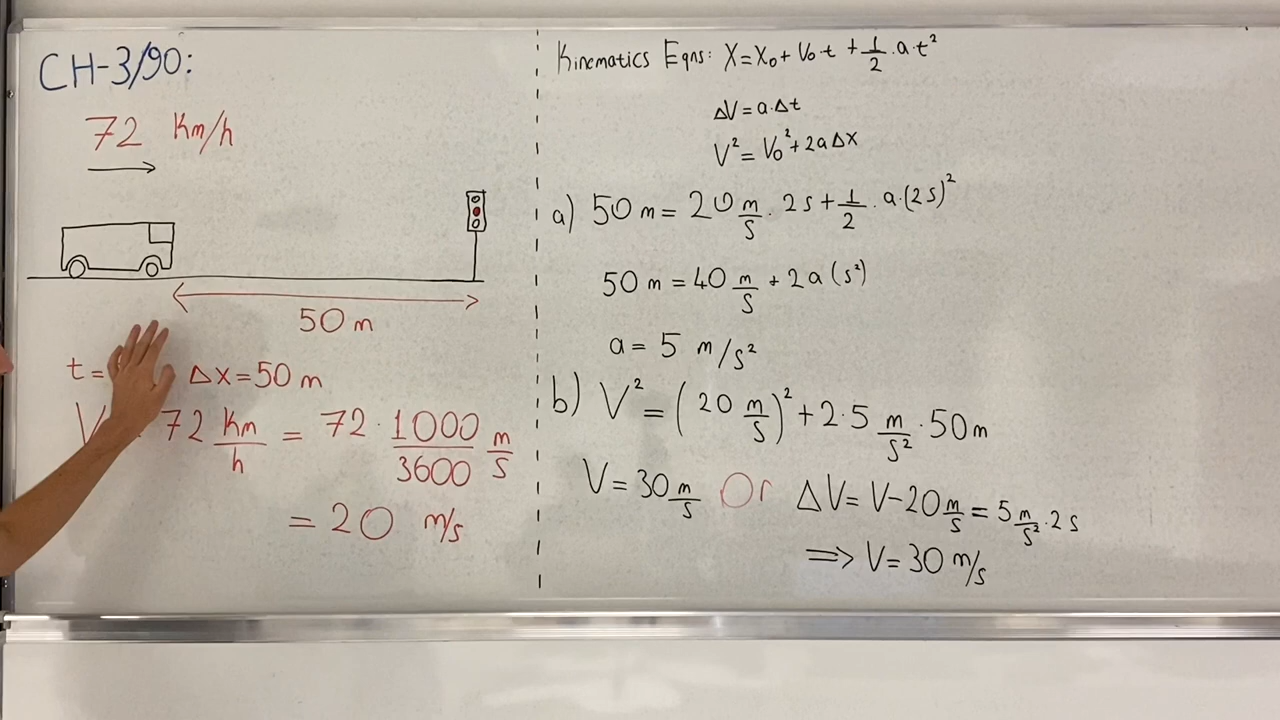 CH-3/90:
72 Km/h
50 m
t=
Δx=50 m
72 Km/h = 72 · 1000/3600 m/s
= 20 m/s
Kinematics Eqns: X=X₀+V₀·t+1/2·a·t²
ΔV=a·Δt
V²=V₀²+2aΔX
a) 50 m = 20 m/s · 2s + 1/2 · a·(2s)²
50 m = 40 m/s + 2a(s²)
a= 5 m/s²
b) V² = (20 m/s)² + 2·5 m/s² · 50m
V = 30 m/s Or ΔV= V-20 m/s = 5 m/s² · 2s
⟹ V= 30 m/s